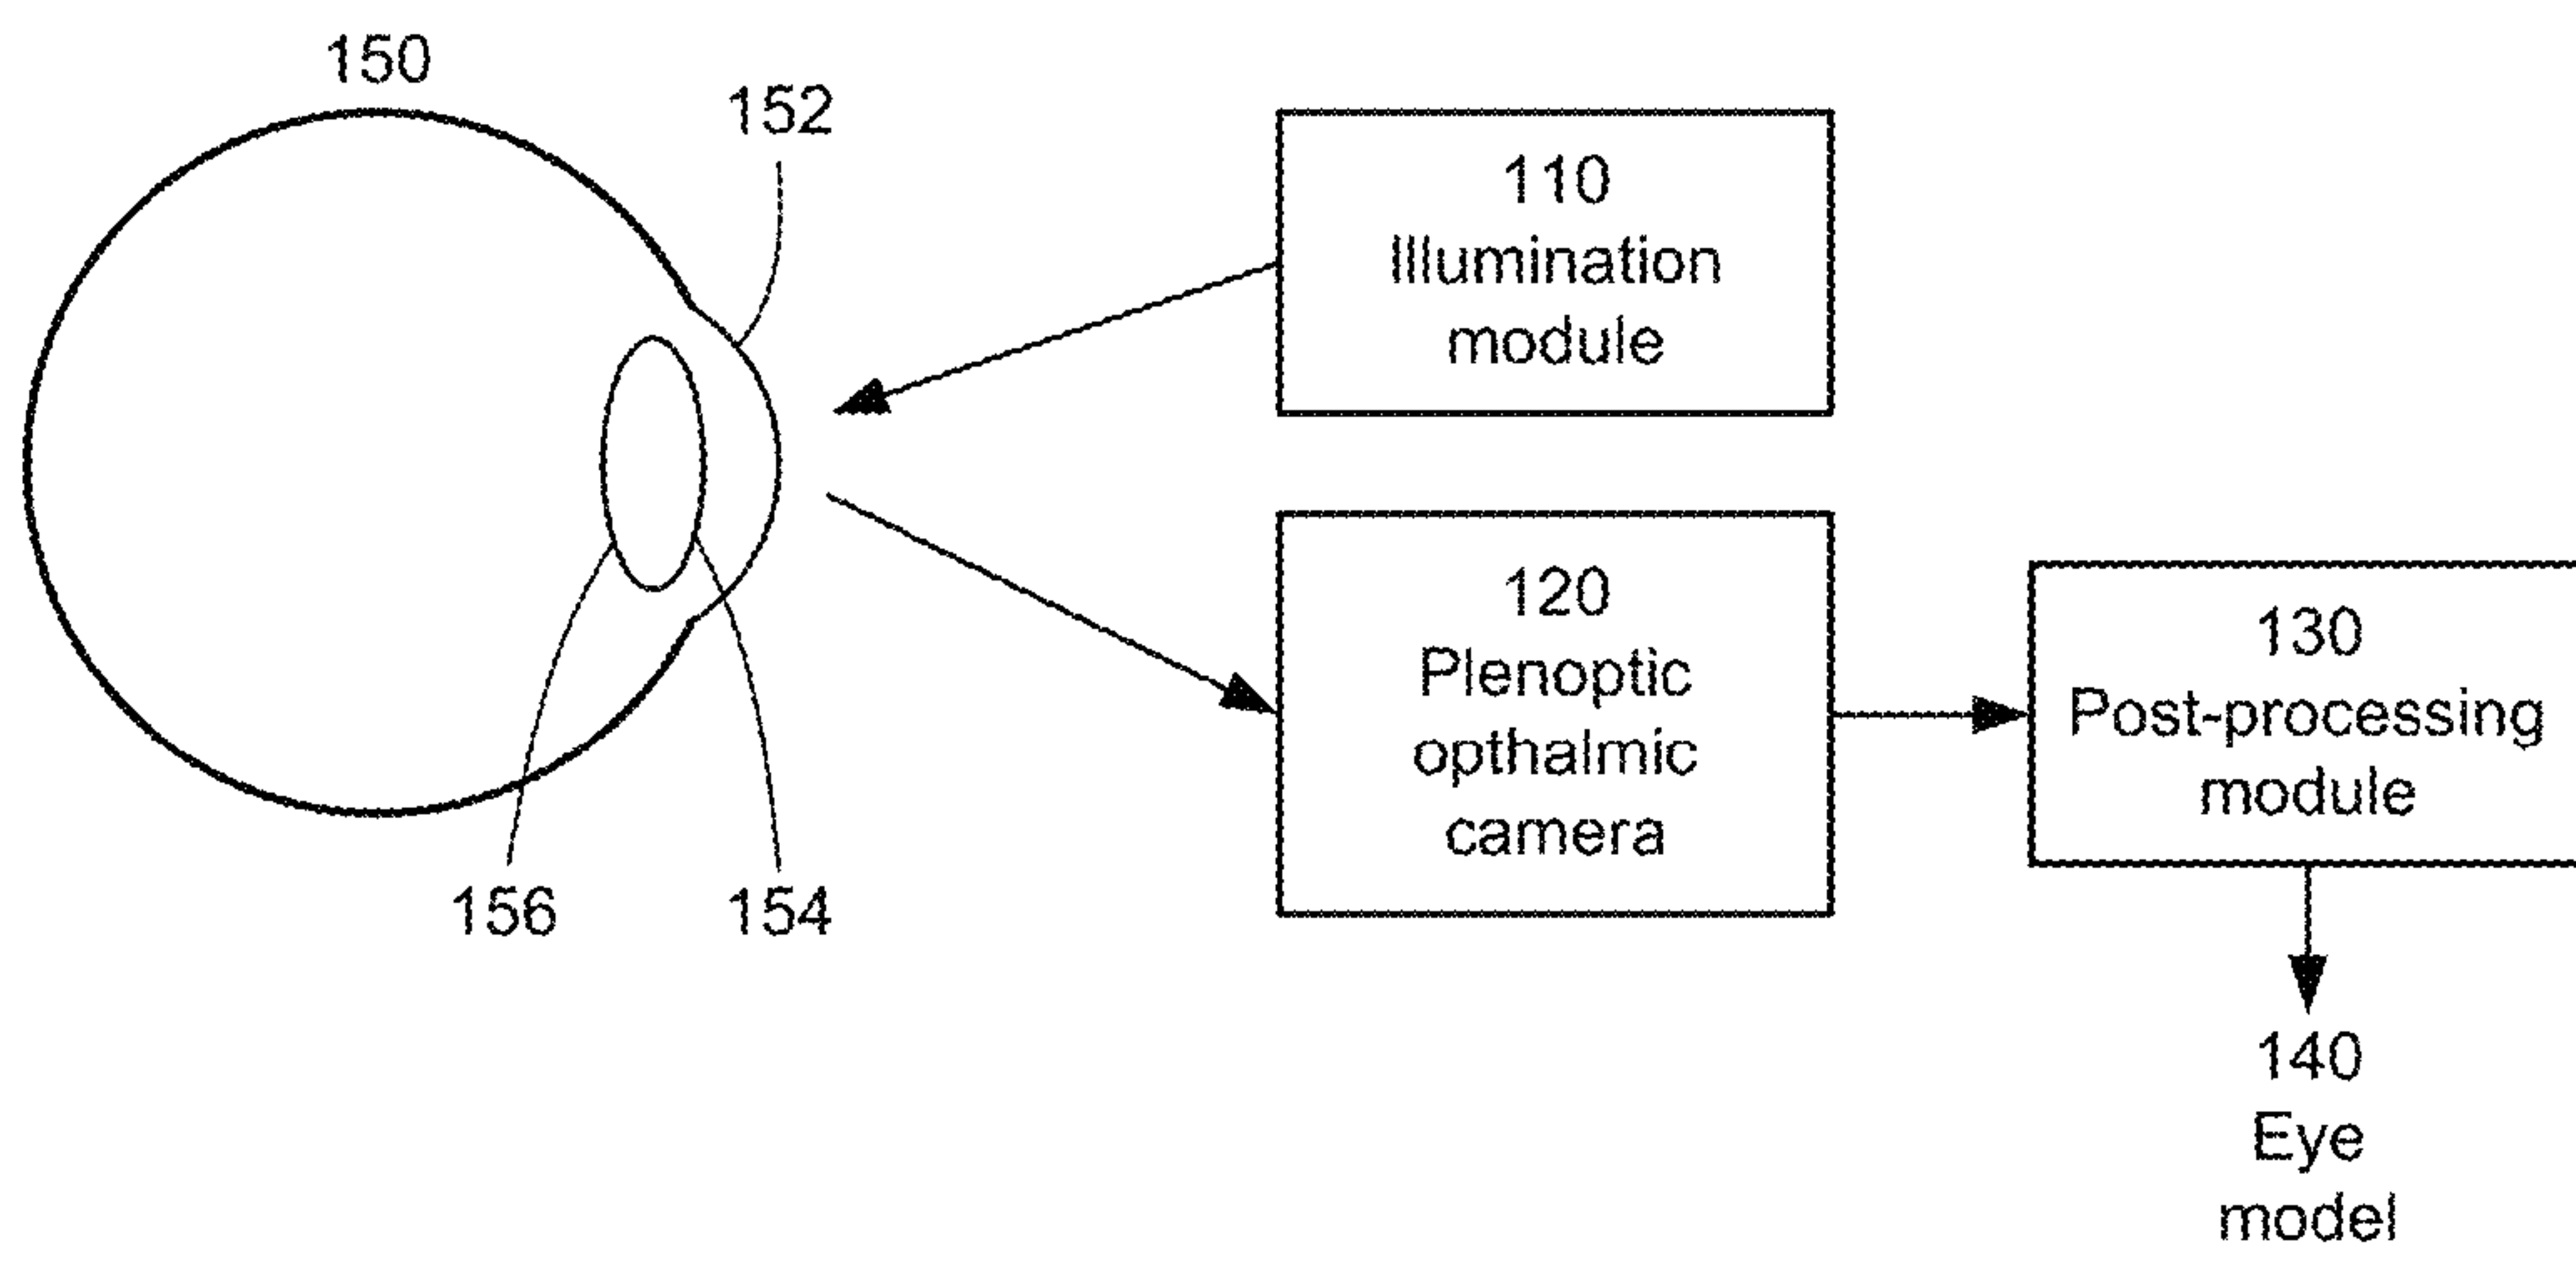 150
152
110
Illumination
module
120
Plenoptic
opthalmic
camera
130
Post-processing
module
156
154
140
Eye
model